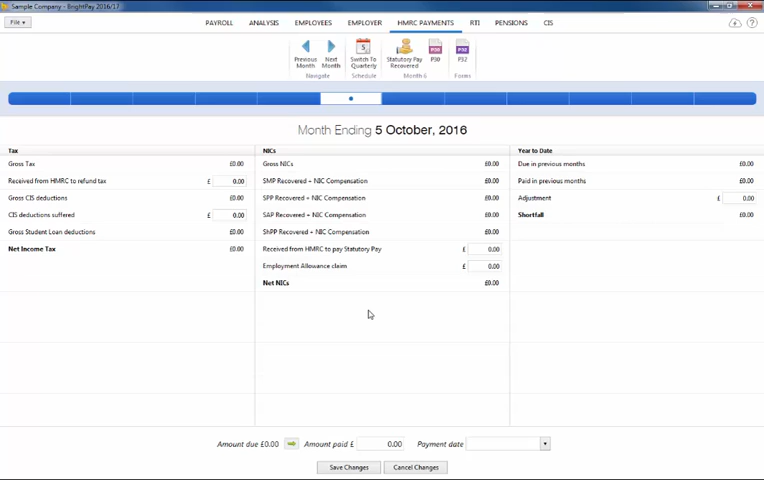 Sample Company - BrightPay 2016/17
File
PAYROLL ANALYSIS EMPLOYEES EMPLOYER HMRC PAYMENTS RTI PENSIONS CIS
Previous Month
Next Month
Navigate
Switch To Quarterly
Schedule
Statutory Pay Recovered
P30
Month 6
P32
Forms
Month Ending 5 October, 2016
Tax
Gross Tax £0.00
Received from HMRC to refund tax £ 0.00
Gross CIS deductions £0.00
CIS deductions suffered £ 0.00
Gross Student Loan deductions £0.00
Net Income Tax £0.00
NICs
Gross NICs £0.00
SMP Recovered + NIC Compensation £0.00
SPP Recovered + NIC Compensation £0.00
SAP Recovered + NIC Compensation £0.00
ShPP Recovered + NIC Compensation £0.00
Received from HMRC to pay Statutory Pay £ 0.00
Employment Allowance claim £ 0.00
Net NICs £0.00
Year to Date
Due in previous months £0.00
Paid in previous months £0.00
Adjustment £ 0.00
Shortfall £0.00
Amount due £0.00 Amount paid £ 0.00 Payment date
Save Changes Cancel Changes